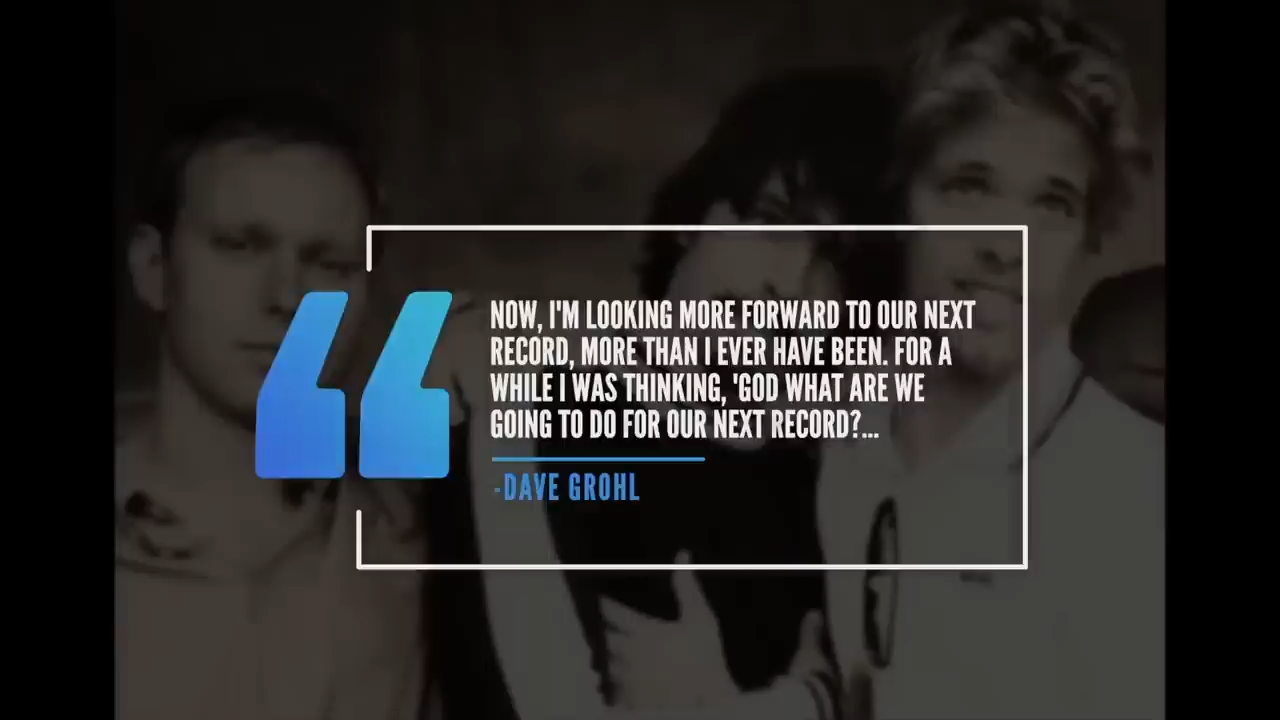 NOW, I'M LOOKING MORE FORWARD TO OUR NEXT
RECORD, MORE THAN I EVER HAVE BEEN. FOR A
WHILE I WAS THINKING, 'GOD WHAT ARE WE
GOING TO DO FOR OUR NEXT RECORD?...
-DAVE GROHL